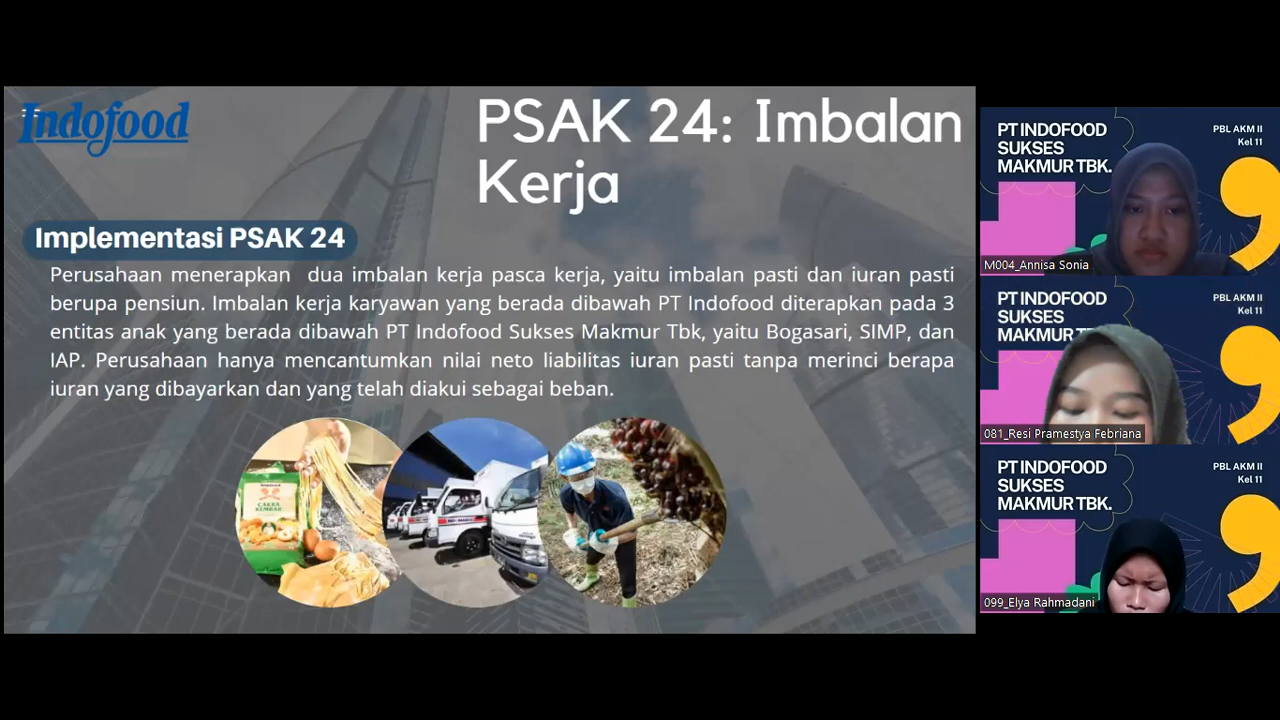 Indofood
PSAK 24: Imbalan
Kerja
Implementasi PSAK 24
Perusahaan menerapkan dua imbalan kerja pasca kerja, yaitu imbalan pasti dan iuran pasti
berupa pensiun. Imbalan kerja karyawan yang berada dibawah PT Indofood diterapkan pada 3
entitas anak yang berada dibawah PT Indofood Sukses Makmur Tbk, yaitu Bogasari, SIMP, dan
IAP. Perusahaan hanya mencantumkan nilai neto liabilitas iuran pasti tanpa merinci berapa
iuran yang dibayarkan dan yang telah diakui sebagai beban.
CAKRA
KEMBAR
PT INDOFOOD
SUKSES
MAKMUR TBK.
PBL AKM II
Kel 11
M004_Annisa Sonia
PT INDOFOOD
SUKSES
MAKMUR T
PBL AKM II
Kel 11
081_Resi Pramestya Febriana
PT INDOFOOD
SUKSES
MAKMUR TBK.
PBL AKM II
Kel 11
099_Elya Rahmadani